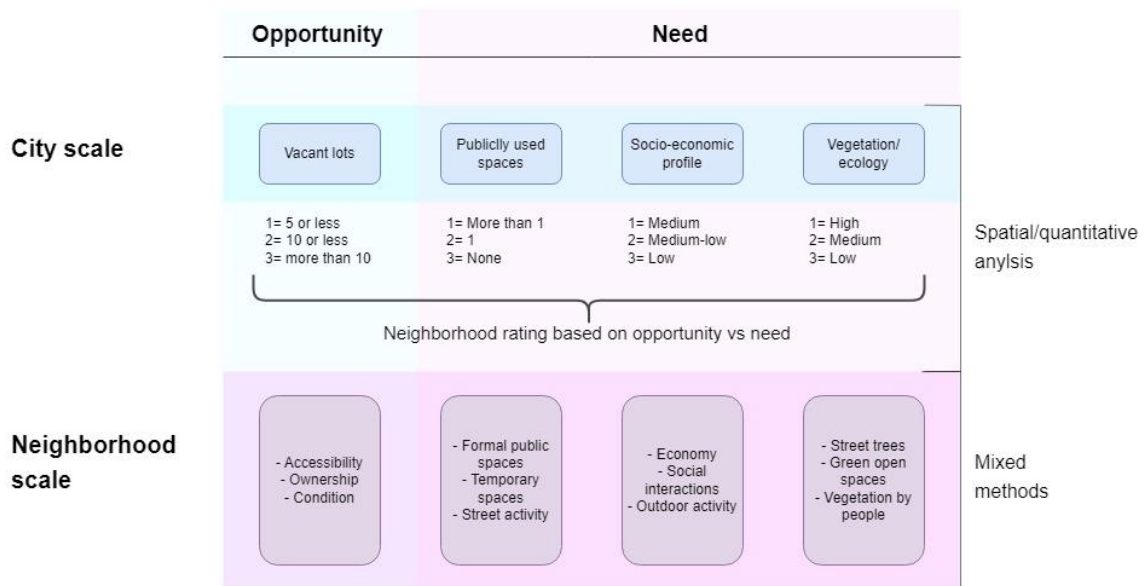 Opportunity
Need
City scale
Vacant lots
Publiclly used
spaces
Socio-economic
profile
Vegetation/
ecology
1= 5 or less
2= 10 or less
3= more than 10
1= More than 1
2= 1
3= None
1= Medium
2= Medium-low
3= Low
1= High
2= Medium
3= Low
Spatial/quantitative
anylsis
Neighborhood rating based on opportunity vs need
Neighborhood
scale
- Accessibility
- Ownership
- Condition
- Formal public
spaces
- Temporary
spaces
- Street activity
- Economy
- Social
interactions
- Outdoor activity
- Street trees
- Green open
spaces
- Vegetation by
people
Mixed
methods